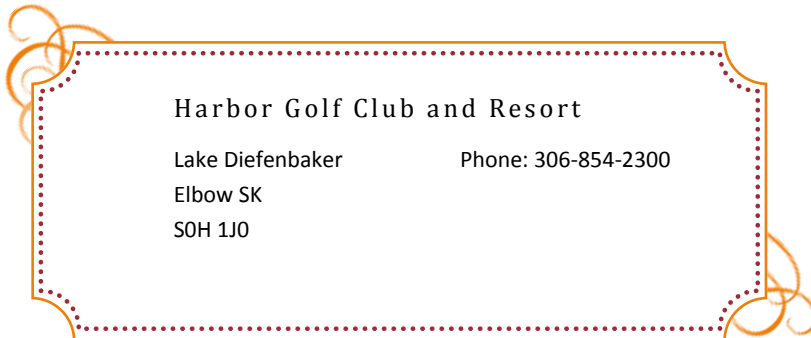 Harbor Golf Club and Resort
Lake Diefenbaker Phone: 306-854-2300
Elbow SK
S0H 1J0